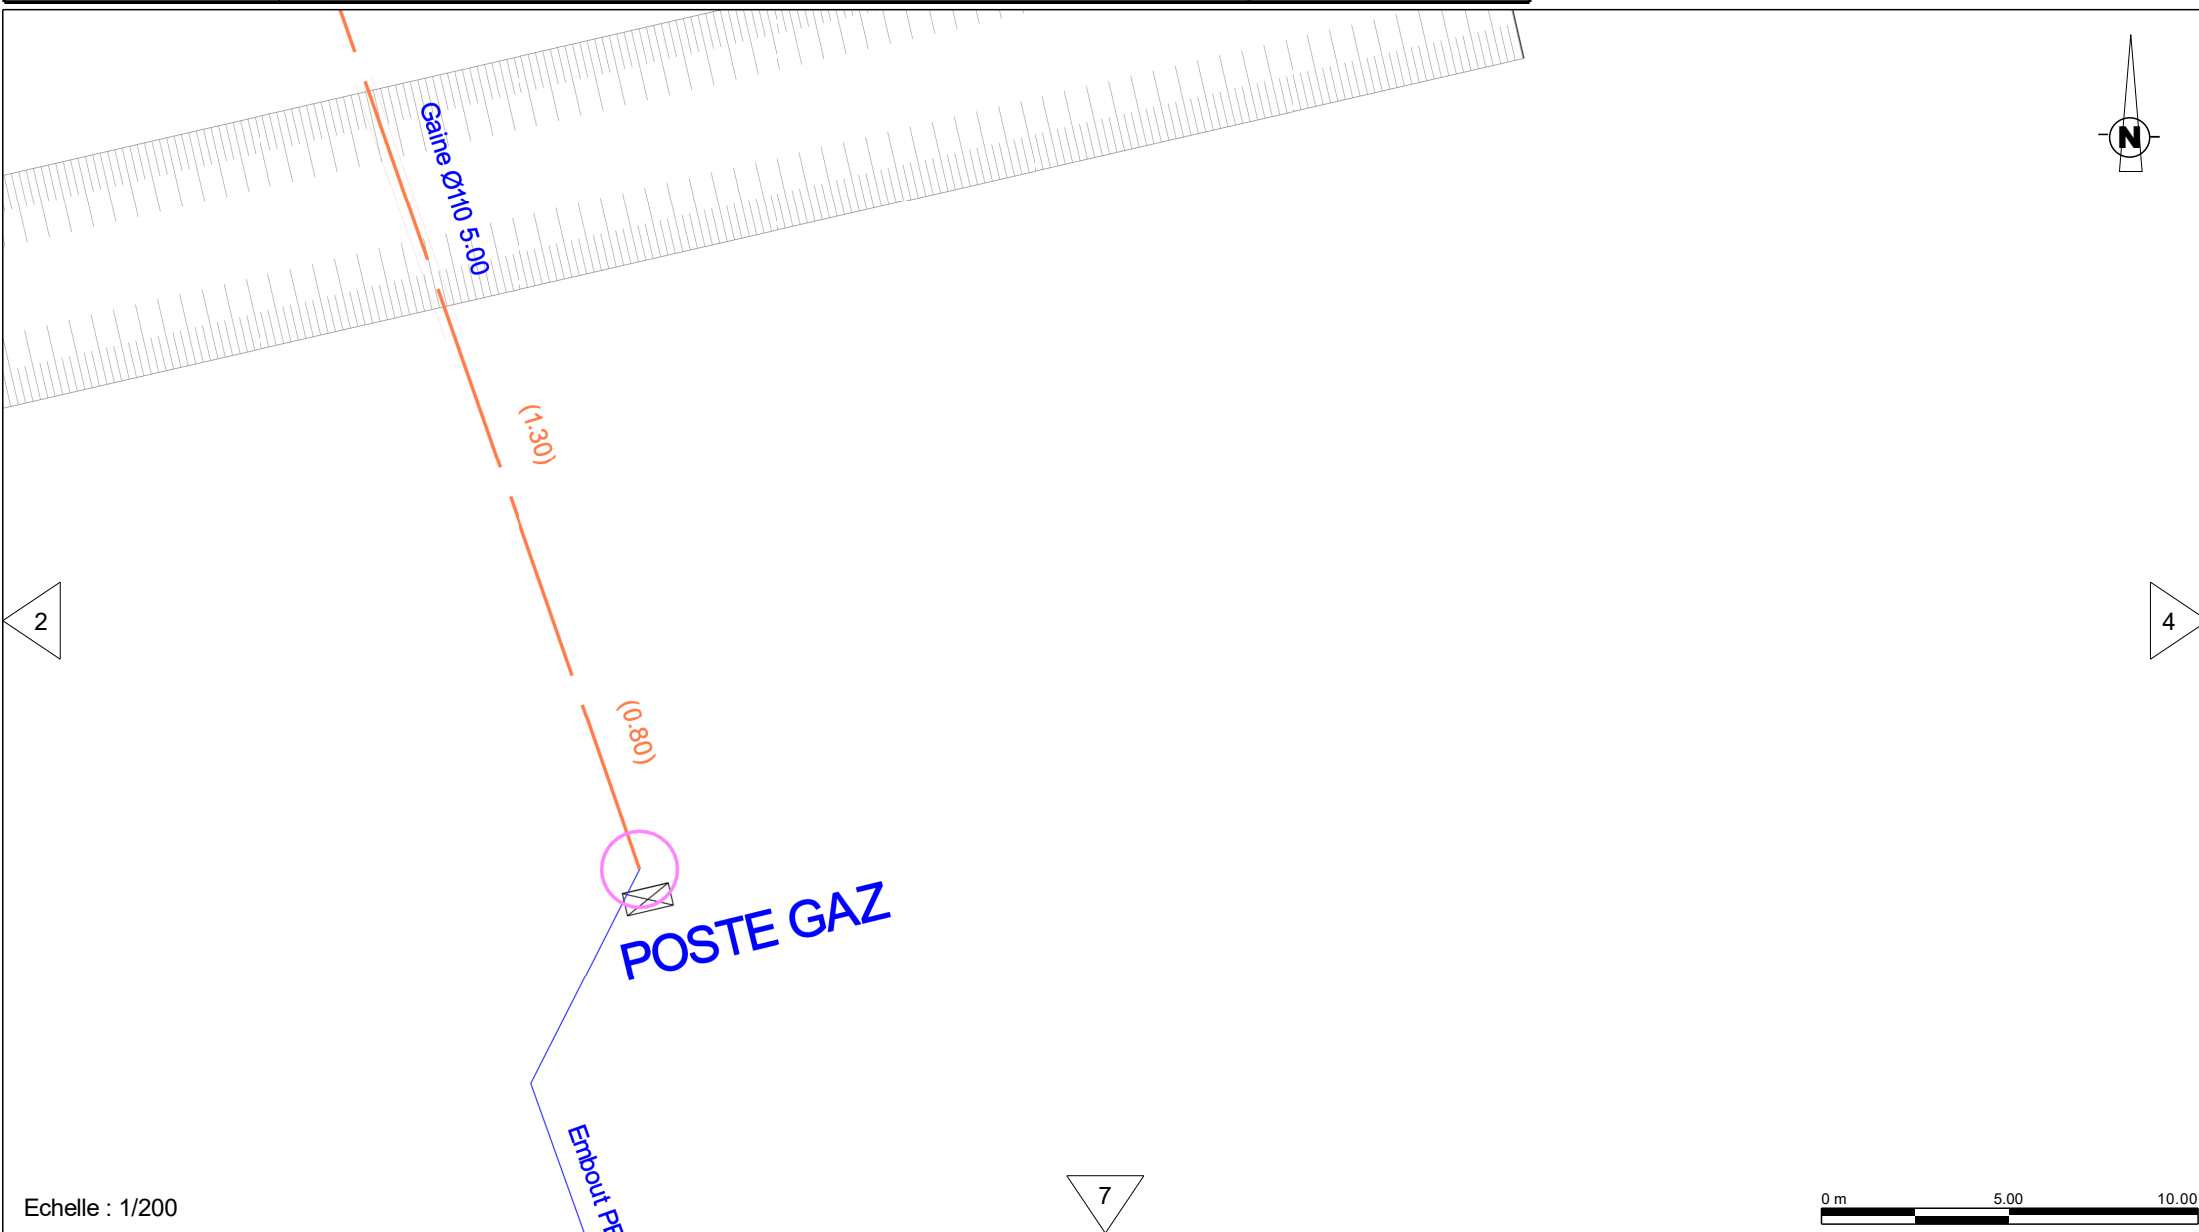 N
Gaine Ø110 5.00
(1.30)
2
4
(0.80)
POSTE GAZ
Embout
7
Echelle : 1/200
0 m 5.00 10.00